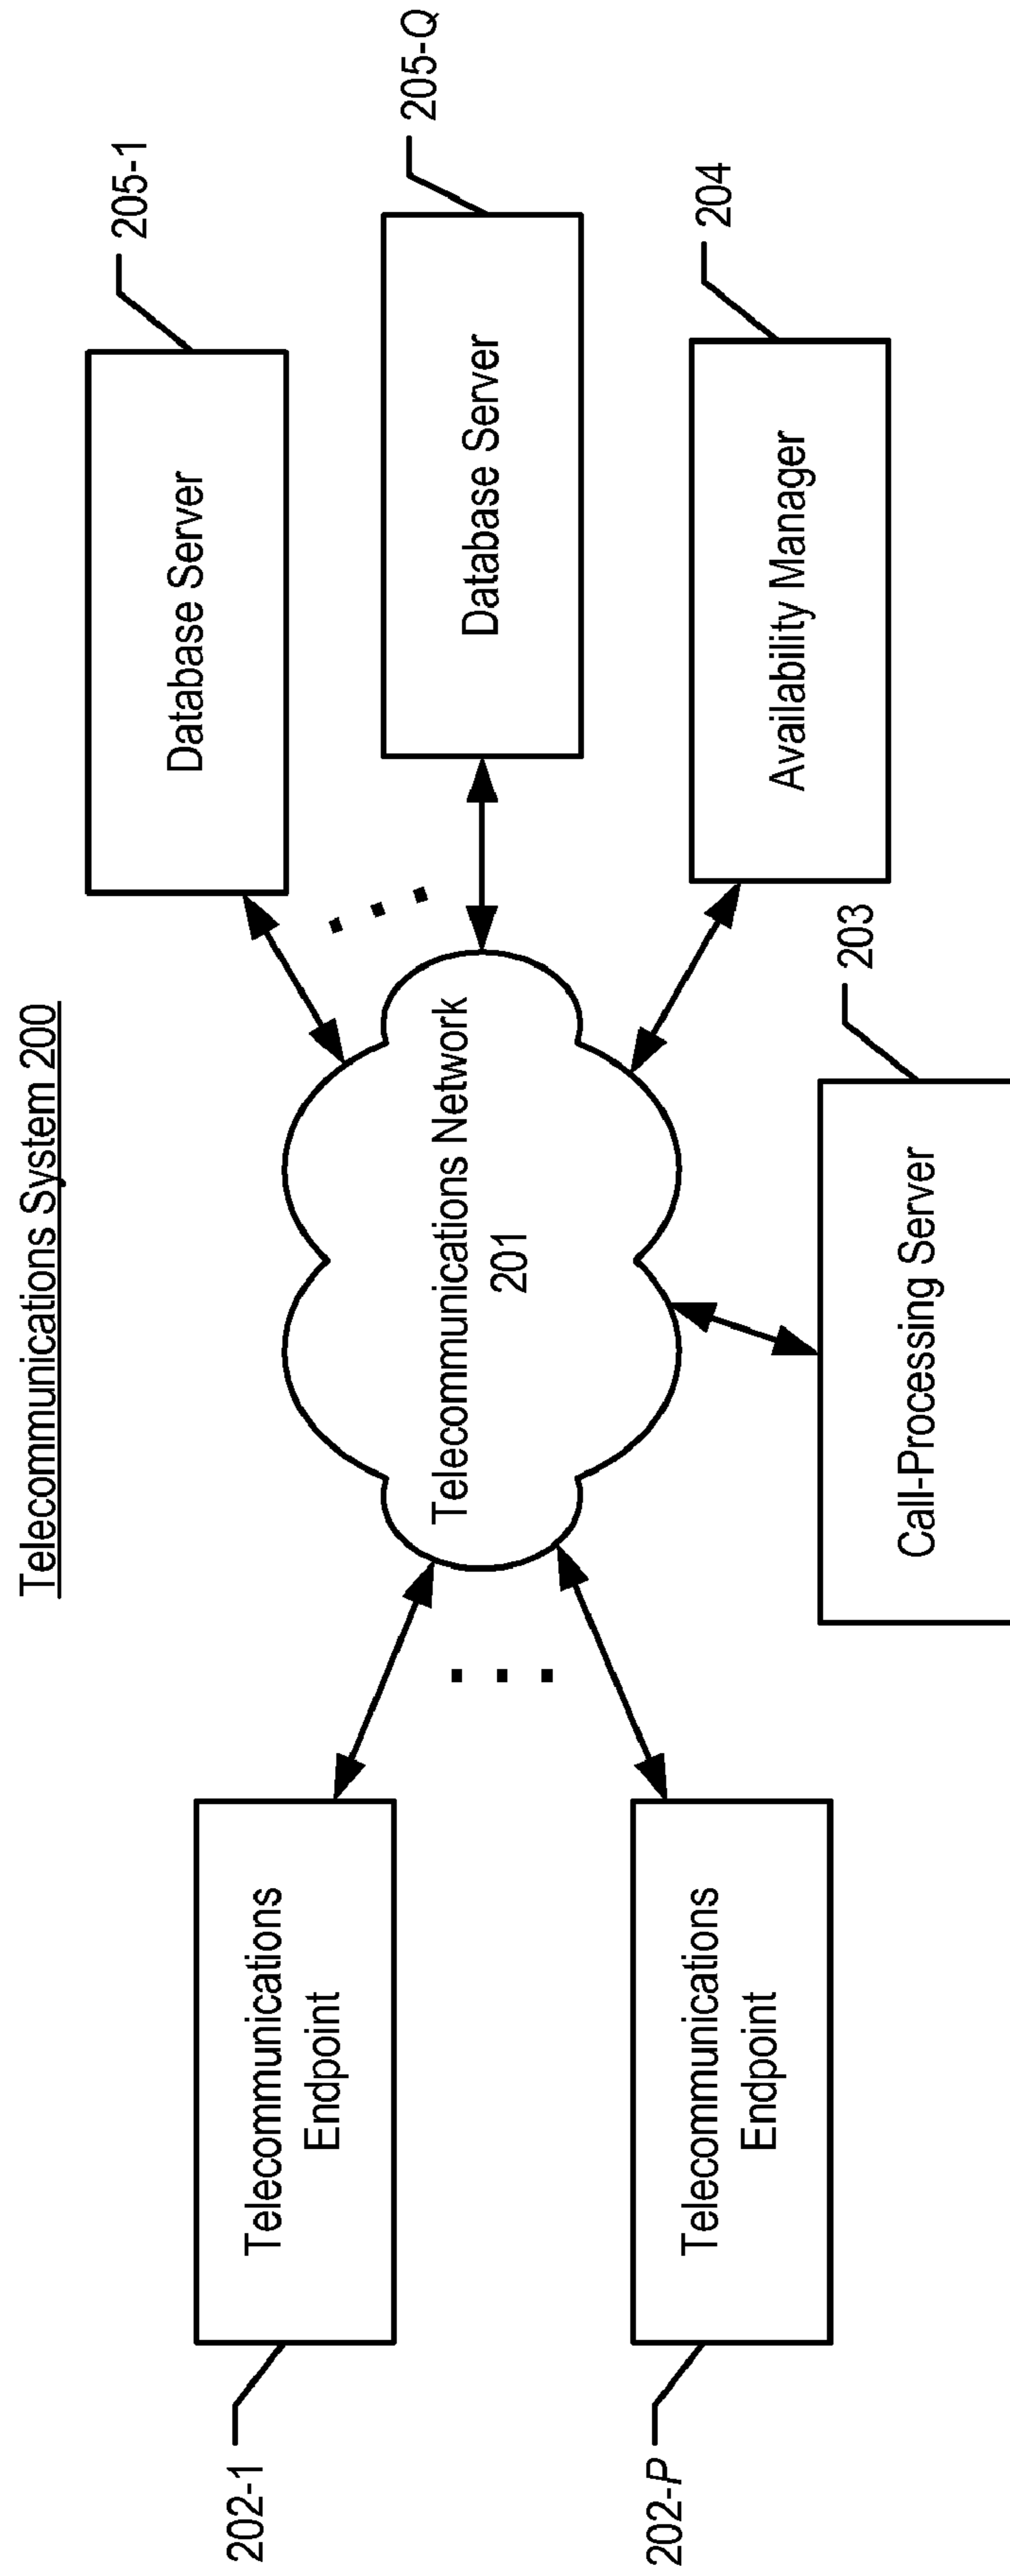 Telecommunications System 200
205-1
Database Server
205-Q
Database Server
202-1
Telecommunications
Endpoint
Telecommunications Network
201
204
Availability Manager
202-P
Telecommunications
Endpoint
203
Call-Processing Server